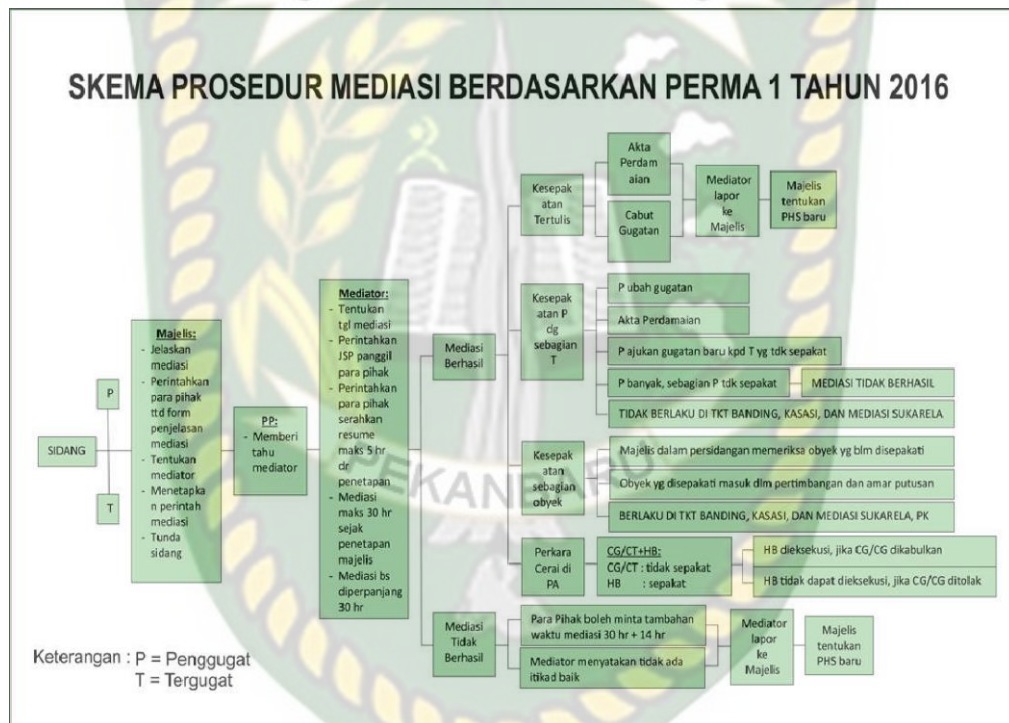 SKEMA PROSEDUR MEDIASI BERDASARKAN PERMA 1 TAHUN 2016
SIDANG
P
T
Majelis:
- Jelaskan
mediasi
- Perintahkan
para pihak
ttd form
penjelasan
mediasi
- Tentukan
mediator
- Menetapka
n perintah
mediasi
- Tunda
sidang
PP:
- Memberi
tahu
mediator
Mediator:
- Tentukan
tgl mediasi
- Perintahkan
JSP panggil
para pihak
- Perintahkan
para pihak
serahkan
resume
maks 5 hr
dr
penetapan
- Mediasi
maks 30 hr
sejak
penetapan
majelis
- Mediasi bs
diperpanjang
30 hr
Mediasi
Berhasil
Kesepak
atan
Tertulis
Akta
Perdam
aian
Cabut
Gugatan
Mediator
lapor
ke
Majelis
Majelis
tentukan
PHS baru
Kesepak
atan P
dg
sebagian
T
P ubah gugatan
Akta Perdamaian
P ajukan gugatan baru kpd T yg tdk sepakat
P banyak, sebagian P tdk sepakat
MEDIASI TIDAK BERHASIL
TIDAK BERLAKU DI TKT BANDING, KASASI, DAN MEDIASI SUKARELA
Kesepak
atan
sebagian
obyek
Majelis dalam persidangan memeriksa obyek yg blm disepakati
Obyek yg disepakati masuk dlm pertimbangan dan amar putusan
BERLAKU DI TKT BANDING, KASASI, DAN MEDIASI SUKARELA, PK
Perkara
Cerai di
PA
CG/CT+HB:
CG/CT : tidak sepakat
HB : sepakat
HB dieksekusi, jika CG/CG dikabulkan
HB tidak dapat dieksekusi, jika CG/CG ditolak
Mediasi
Tidak
Berhasil
Para Pihak boleh minta tambahan
waktu mediasi 30 hr + 14 hr
Mediator menyatakan tidak ada
itikad baik
Mediator
lapor
ke
Majelis
Majelis
tentukan
PHS baru
Keterangan : P = Penggugat
T = Tergugat
PEKANBARU